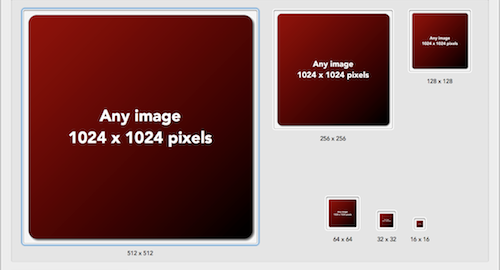 Any image
1024 x 1024 pixels
512 x 512
Any image
1024 x 1024 pixels
256 x 256
Any image
1024 x 1024 pixels
128 x 128
64 x 64
32 x 32
16 x 16